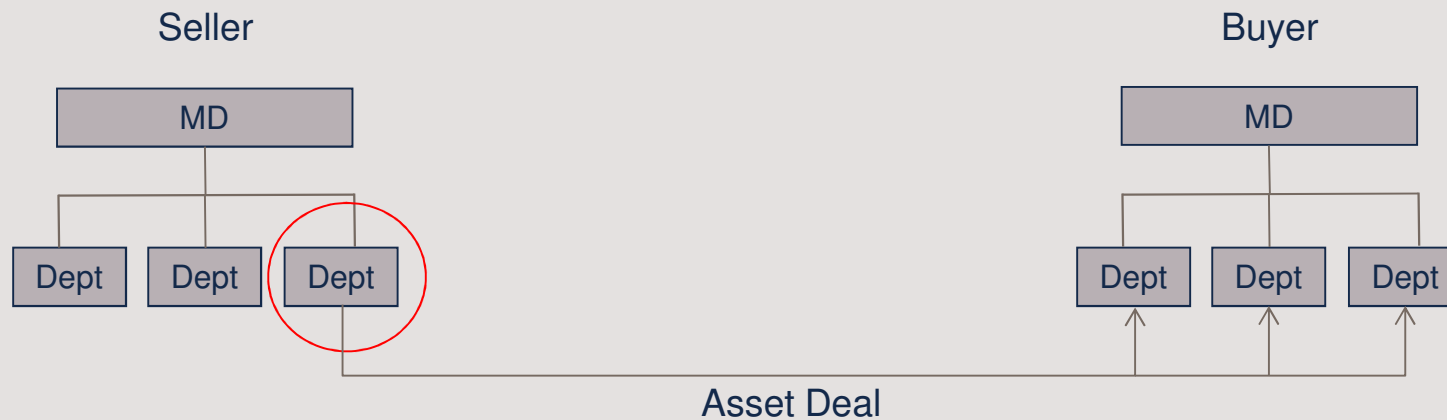 Seller
Buyer
MD
MD
Dept
Dept
Dept
Dept
Dept
Dept
Asset Deal